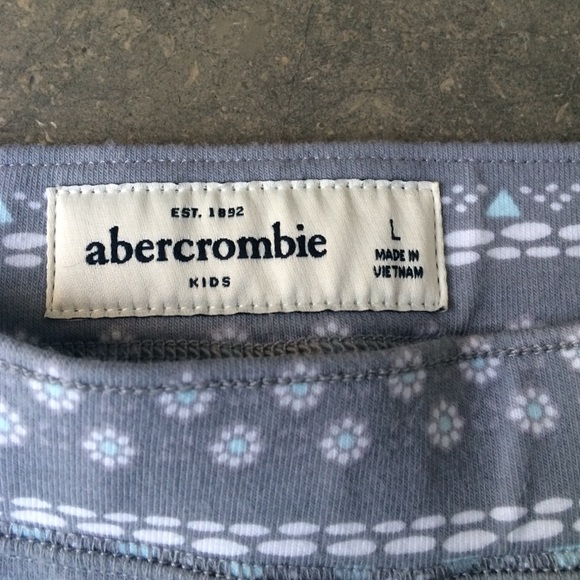 EST. 1892
abercrombie
KIDS
L
MADE IN
VIETNAM